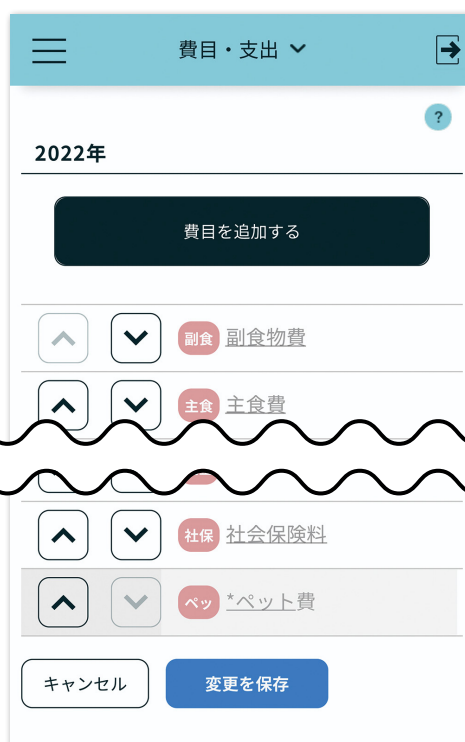 費目・支出
?
2022年
費目を追加する
副食 副食物費
主食 主食費
社保 社会保険料
ペッ *ペット費
キャンセル 変更を保存